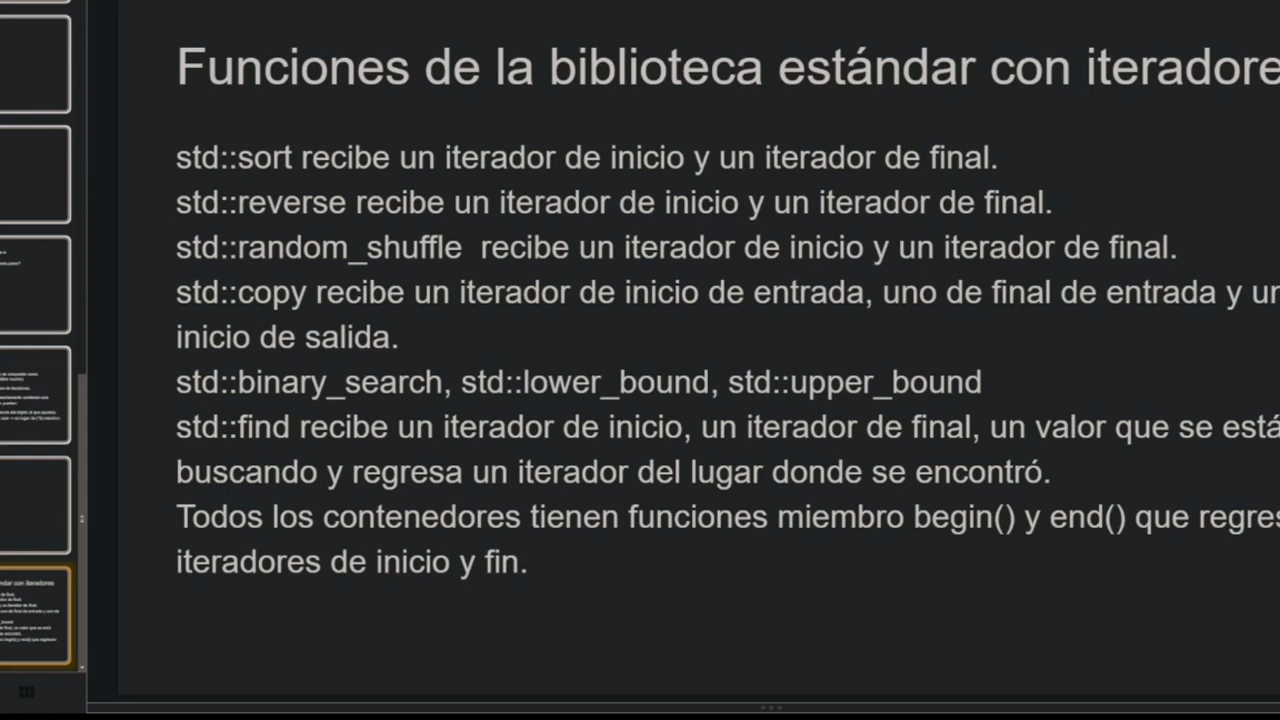 Funciones de la biblioteca estándar con iteradore
std::sort recibe un iterador de inicio y un iterador de final.
std::reverse recibe un iterador de inicio y un iterador de final.
std::random_shuffle recibe un iterador de inicio y un iterador de final.
std::copy recibe un iterador de inicio de entrada, uno de final de entrada y un
inicio de salida.
std::binary_search, std::lower_bound, std::upper_bound
std::find recibe un iterador de inicio, un iterador de final, un valor que se está
buscando y regresa un iterador del lugar donde se encontró.
Todos los contenedores tienen funciones miembro begin() y end() que regres
iteradores de inicio y fin.